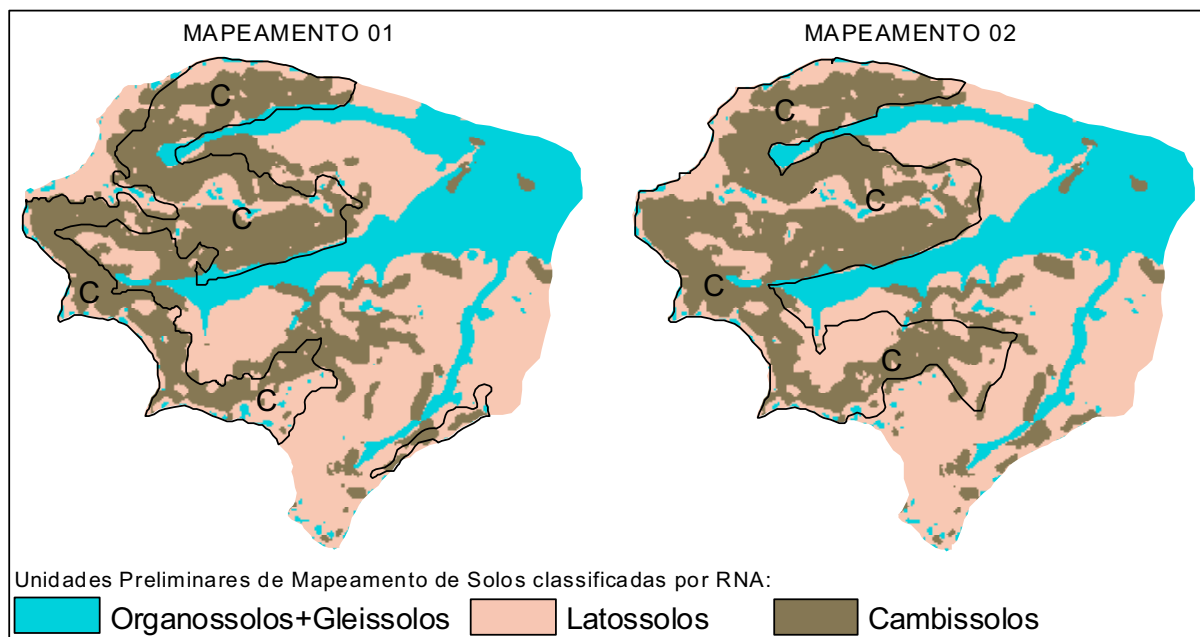 MAPEAMENTO 01
MAPEAMENTO 02
C
C
C
C
C
C
C
C
Unidades Preliminares de Mapeamento de Solos classificadas por RNA:
Organossolos+Gleissolos
Latossolos
Cambissolos